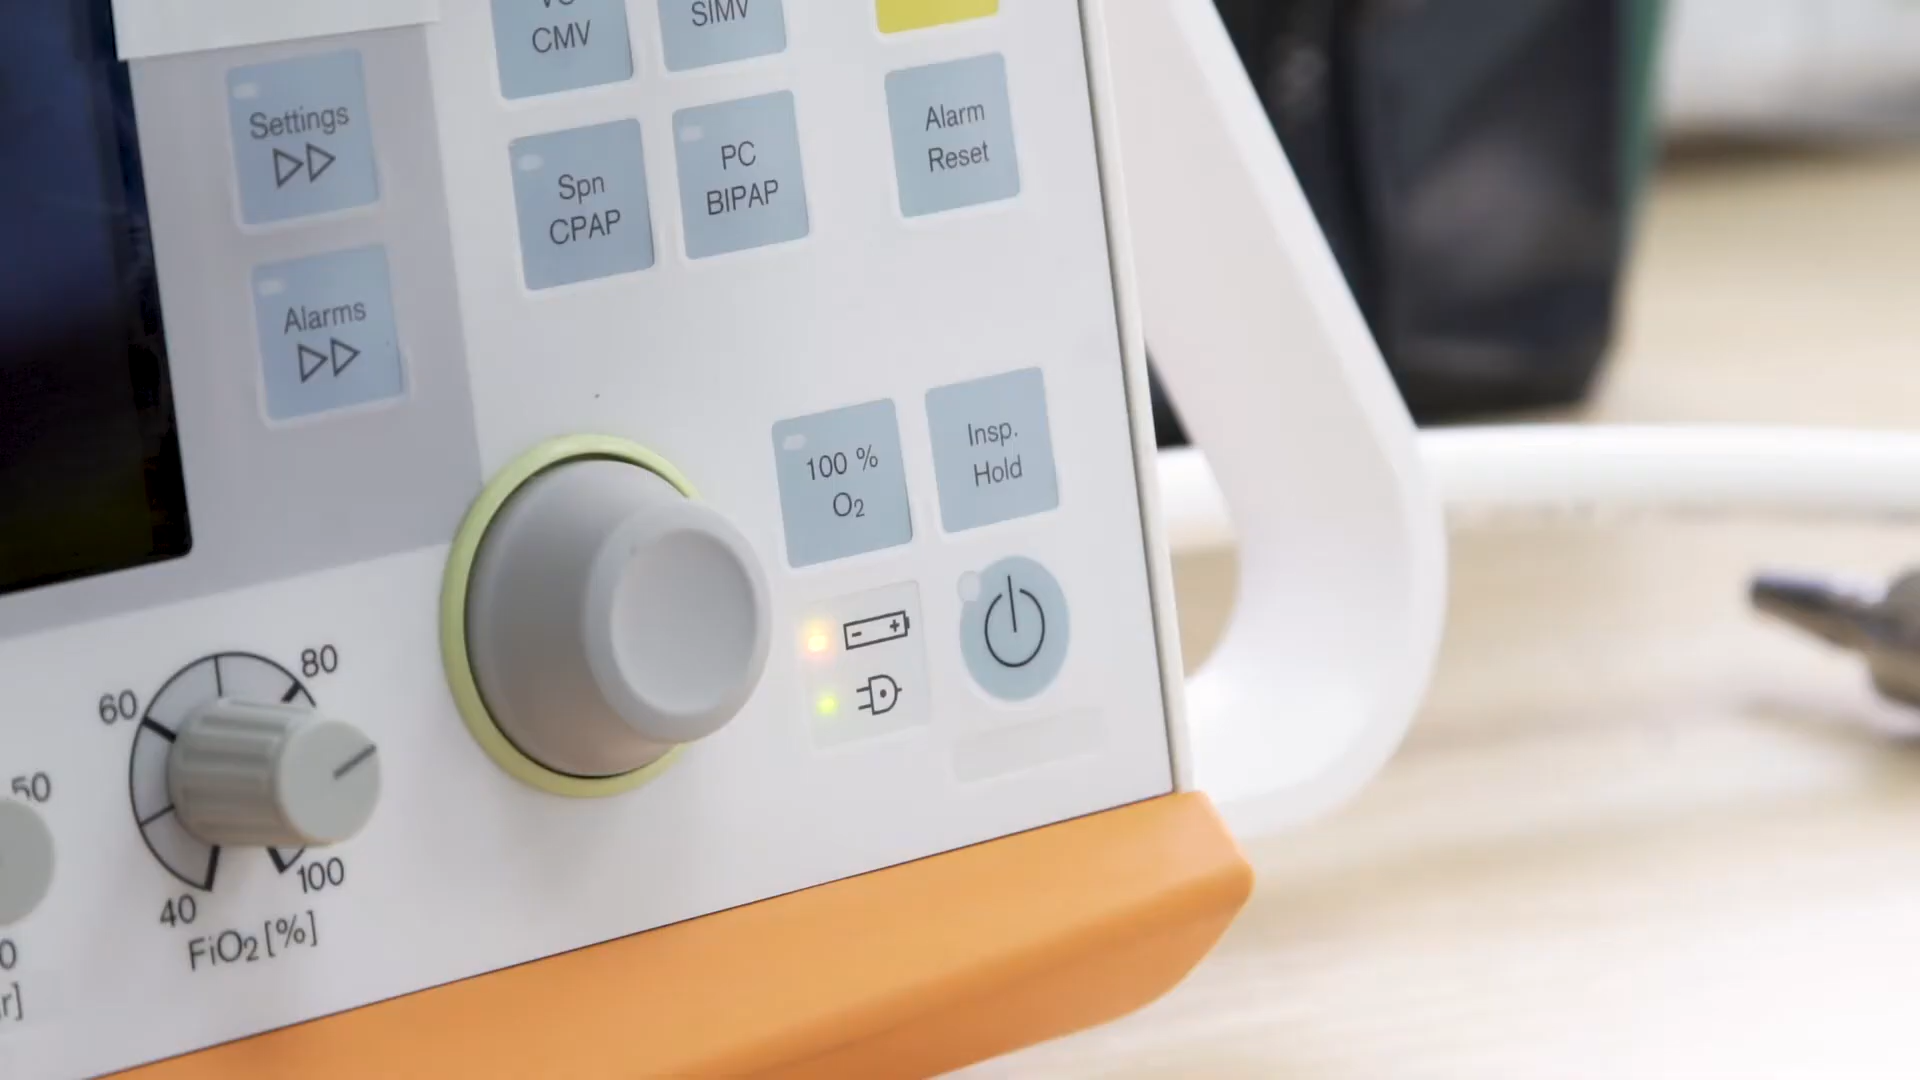 CMV
SIMV
Settings
Alarm
Reset
Spn
CPAP
PC
BIPAP
Alarms
100 %
O2
Insp.
Hold
- +
60
80
50
40
100
FiO2 [%]